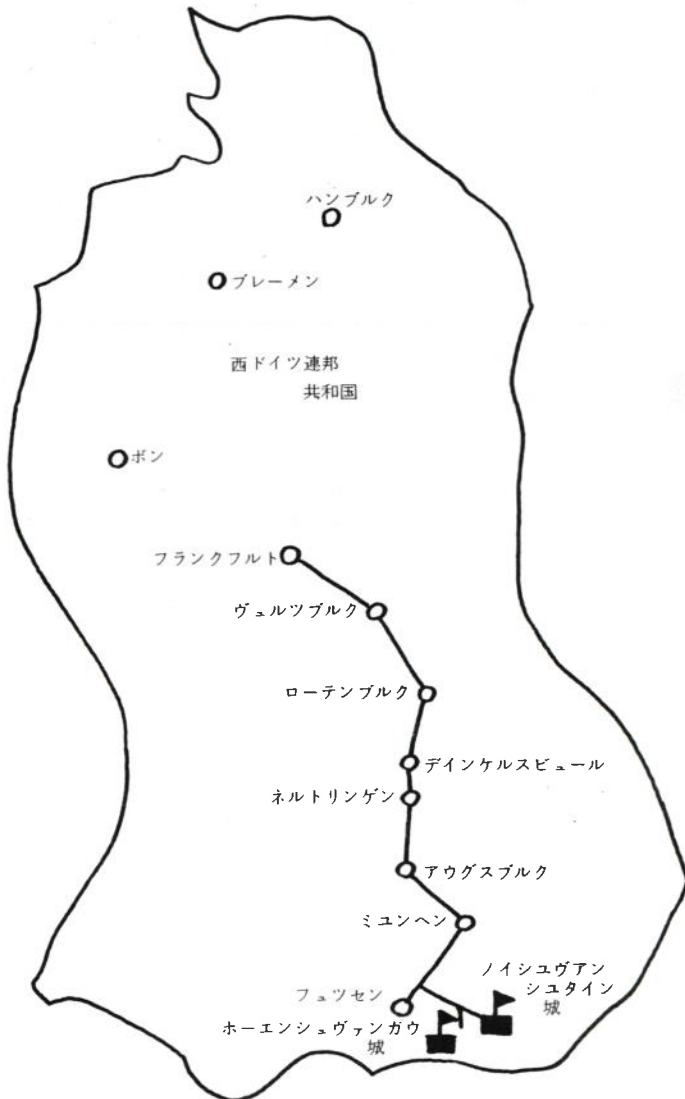 ハンブルク
ブレーメン
西ドイツ連邦
共和国
ボン
フランクフルト
ヴュルツブルク
ローテンブルク
デインケルスビュール
ネルトリンゲン
アウグスブルク
ミユンヘン
ノイシユヴアン
シユタイン
城
フュツセン
ホーエンシュヴァンガウ
城